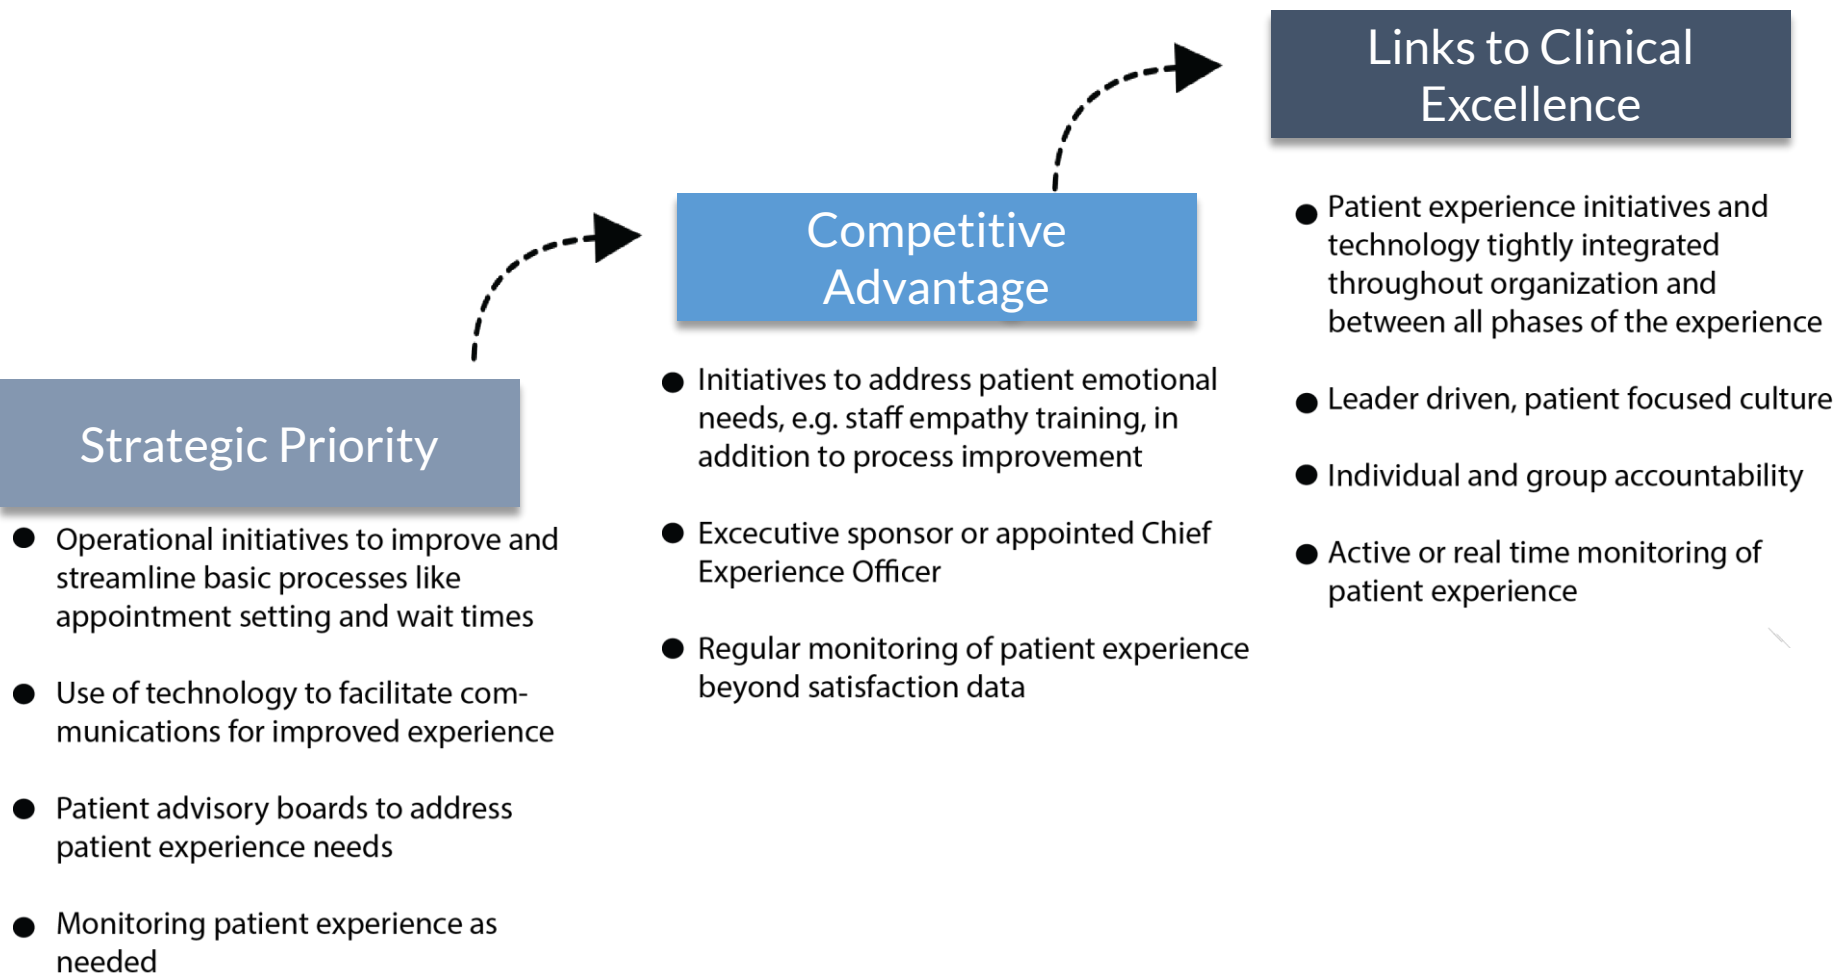 Strategic Priority
● Operational initiatives to improve and
streamline basic processes like
appointment setting and wait times
● Use of technology to facilitate com-
munications for improved experience
● Patient advisory boards to address
patient experience needs
● Monitoring patient experience as
needed
Competitive
Advantage
● Initiatives to address patient emotional
needs, e.g. staff empathy training, in
addition to process improvement
● Excecutive sponsor or appointed Chief
Experience Officer
● Regular monitoring of patient experience
beyond satisfaction data
Links to Clinical
Excellence
● Patient experience initiatives and
technology tightly integrated
throughout organization and
between all phases of the experience
● Leader driven, patient focused culture
● Individual and group accountability
● Active or real time monitoring of
patient experience